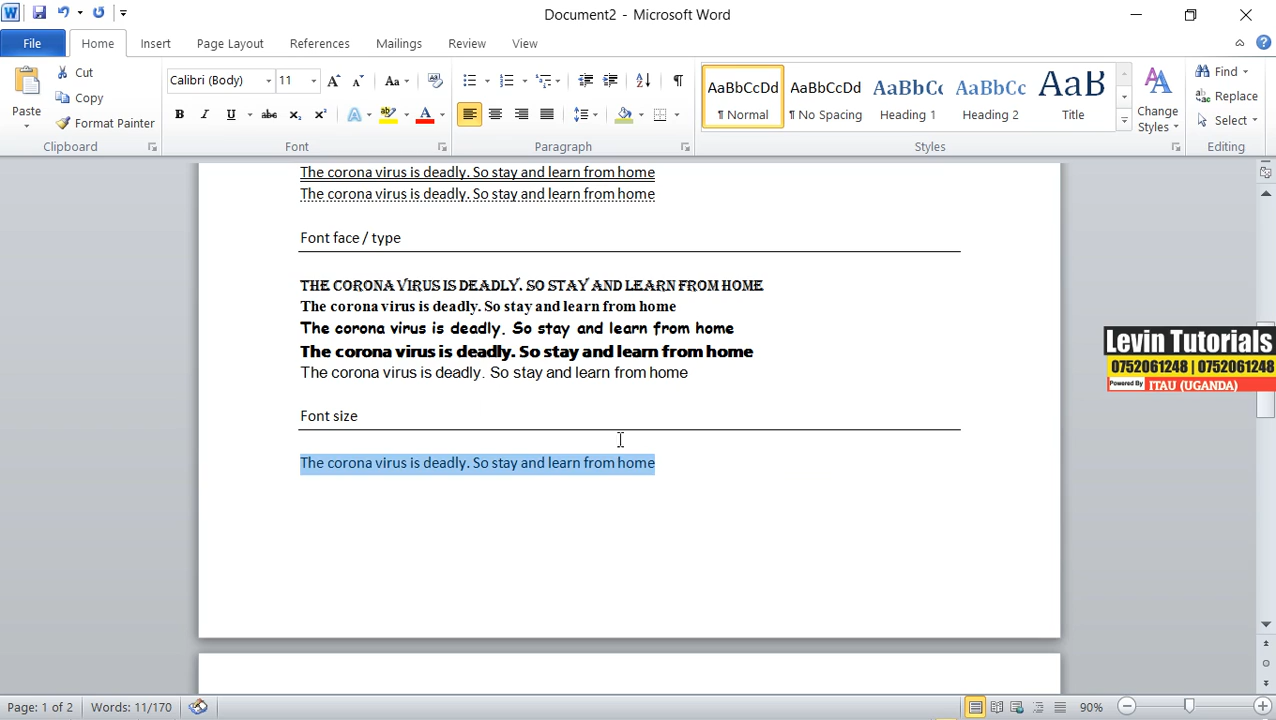 Document2 - Microsoft Word
File Home Insert Page Layout References Mailings Review View
Paste
Cut
Copy
Format Painter
Clipboard
Calibri (Body) 11
Font
Paragraph
AaBbCcDd AaBbCcDd AaBbCc AaBbCc AaB
¶ Normal ¶ No Spacing Heading 1 Heading 2 Title
Change
Styles
Styles
Find
Replace
Select
Editing
The corona virus is deadly. So stay and learn from home
The corona virus is deadly. So stay and learn from home
Font face / type
THE CORONA VIRUS IS DEADLY. SO STAY AND LEARN FROM HOME
The corona virus is deadly. So stay and learn from home
The corona virus is deadly. So stay and learn from home
The corona virus is deadly. So stay and learn from home
The corona virus is deadly. So stay and learn from home
Font size
The corona virus is deadly. So stay and learn from home
Levin Tutorials
0752061248 | 0752061248
Powered By ITAU (UGANDA)
Page: 1 of 2 Words: 11/170 90%